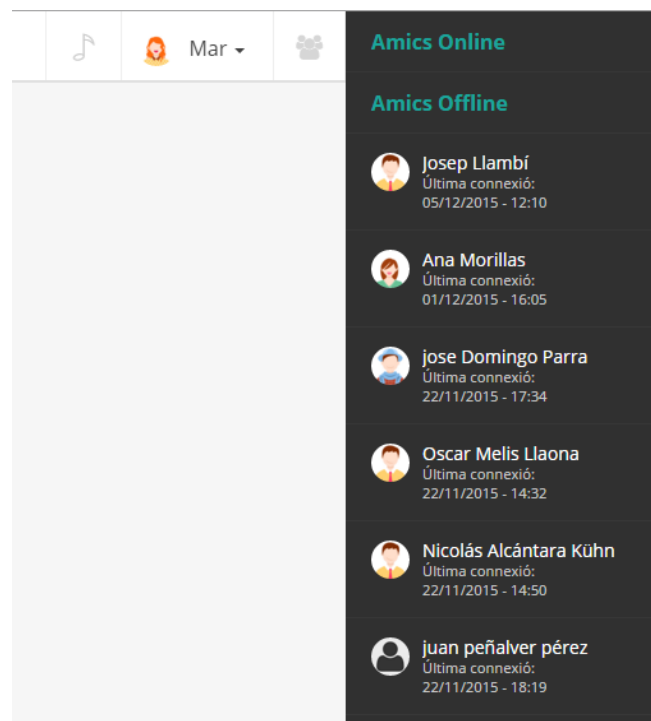 Mar
Amics Online
Amics Offline
Josep Llambí
Última connexió:
05/12/2015 - 12:10
Ana Morillas
Última connexió:
01/12/2015 - 16:05
jose Domingo Parra
Última connexió:
22/11/2015 - 17:34
Oscar Melis Llaona
Última connexió:
22/11/2015 - 14:32
Nicolás Alcántara Kühn
Última connexió:
22/11/2015 - 14:50
juan peñalver pérez
Última connexió:
22/11/2015 - 18:19